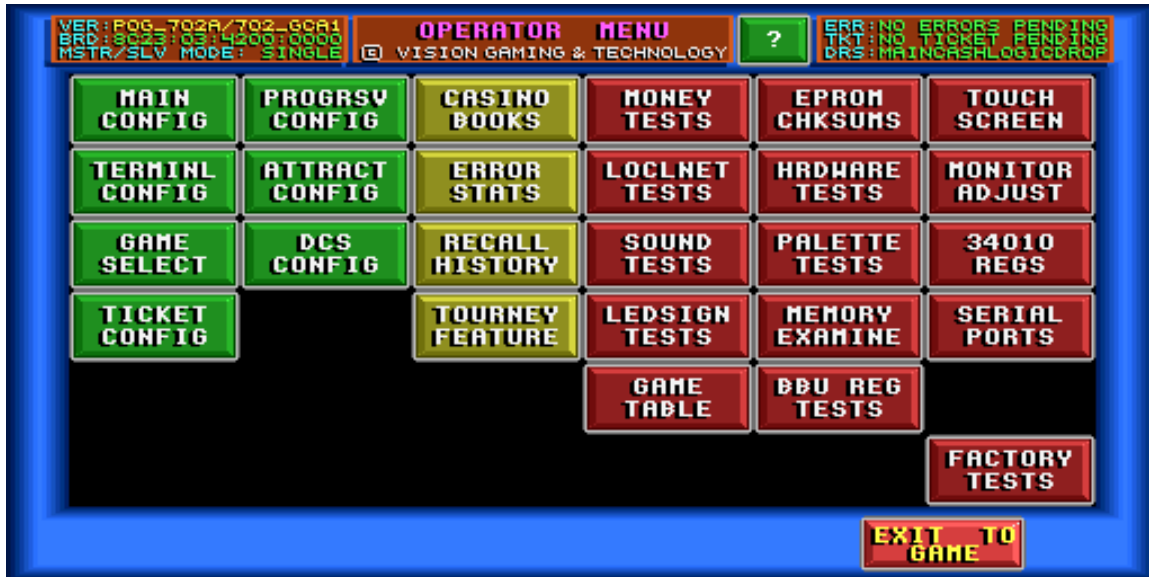 VER:POG_702A/702_GCA1
BRD:8C23:03:4200:0000
MSTR/SLV MODE: SINGLE
OPERATOR MENU
© VISION GAMING & TECHNOLOGY
?
ERR:NO ERRORS PENDING
TKT:NO TICKET PENDING
DRS:MAINCASHLOGICDROP
MAIN
CONFIG
PROGRSV
CONFIG
CASINO
BOOKS
MONEY
TESTS
EPROM
CHKSUMS
TOUCH
SCREEN
TERMINL
CONFIG
ATTRACT
CONFIG
ERROR
STATS
LOCLNET
TESTS
HRDWARE
TESTS
MONITOR
ADJUST
GAME
SELECT
DCS
CONFIG
RECALL
HISTORY
SOUND
TESTS
PALETTE
TESTS
34010
REGS
TICKET
CONFIG
TOURNEY
FEATURE
LEDSIGN
TESTS
MEMORY
EXAMINE
SERIAL
PORTS
GAME
TABLE
BBU REG
TESTS
FACTORY
TESTS
EXIT TO
GAME